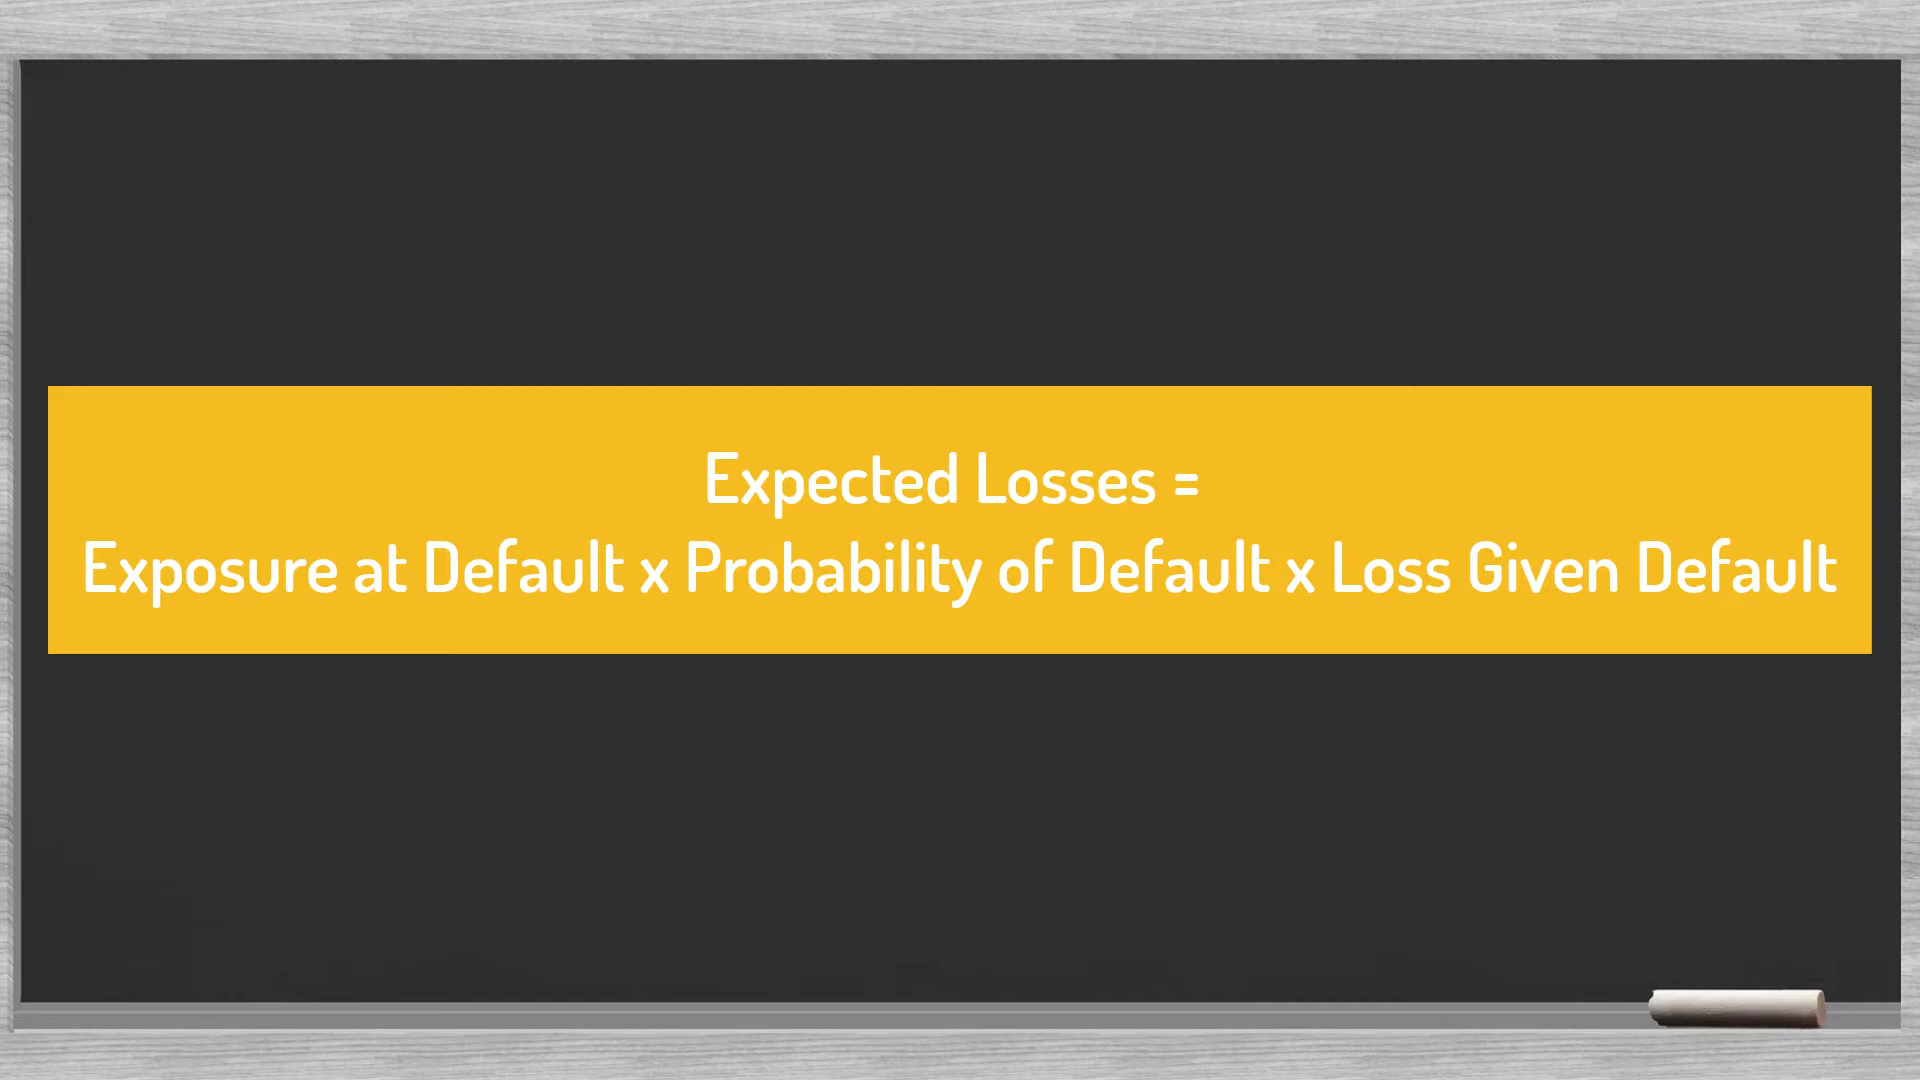 Expected Losses =
Exposure at Default x Probability of Default x Loss Given Default